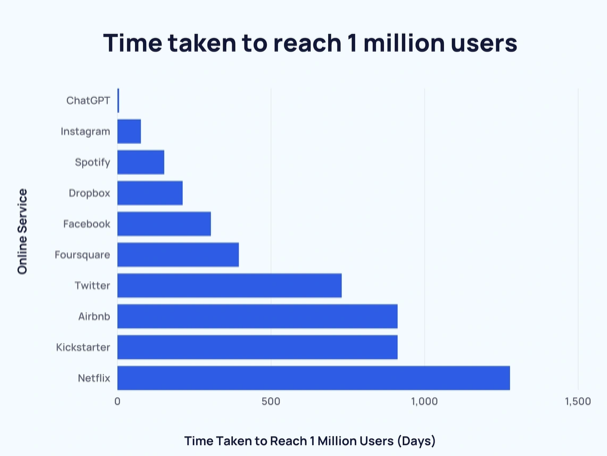 Time taken to reach 1 million users
Online Service
ChatGPT
Instagram
Spotify
Dropbox
Facebook
Foursquare
Twitter
Airbnb
Kickstarter
Netflix
0 500 1,000 1,500
Time Taken to Reach 1 Million Users (Days)